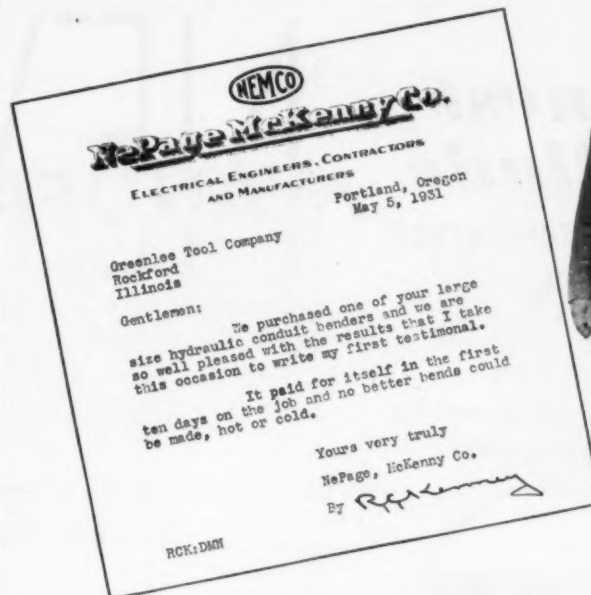 NEMCO
NePage McKenny Co.
ELECTRICAL ENGINEERS, CONTRACTORS
AND MANUFACTURERS
Portland, Oregon
May 5, 1931
Greenlee Tool Company
Rockford
Illinois
Gentlemen:
We purchased one of your large
size hydraulic conduit benders and we are
so well pleased with the results that I take
this occasion to write my first testimonal.
It paid for itself in the first
ten days on the job and no better bends could
be made, hot or cold.
Yours very truly
NePage, McKenny Co.
By R C McKenney
RCK:DMN